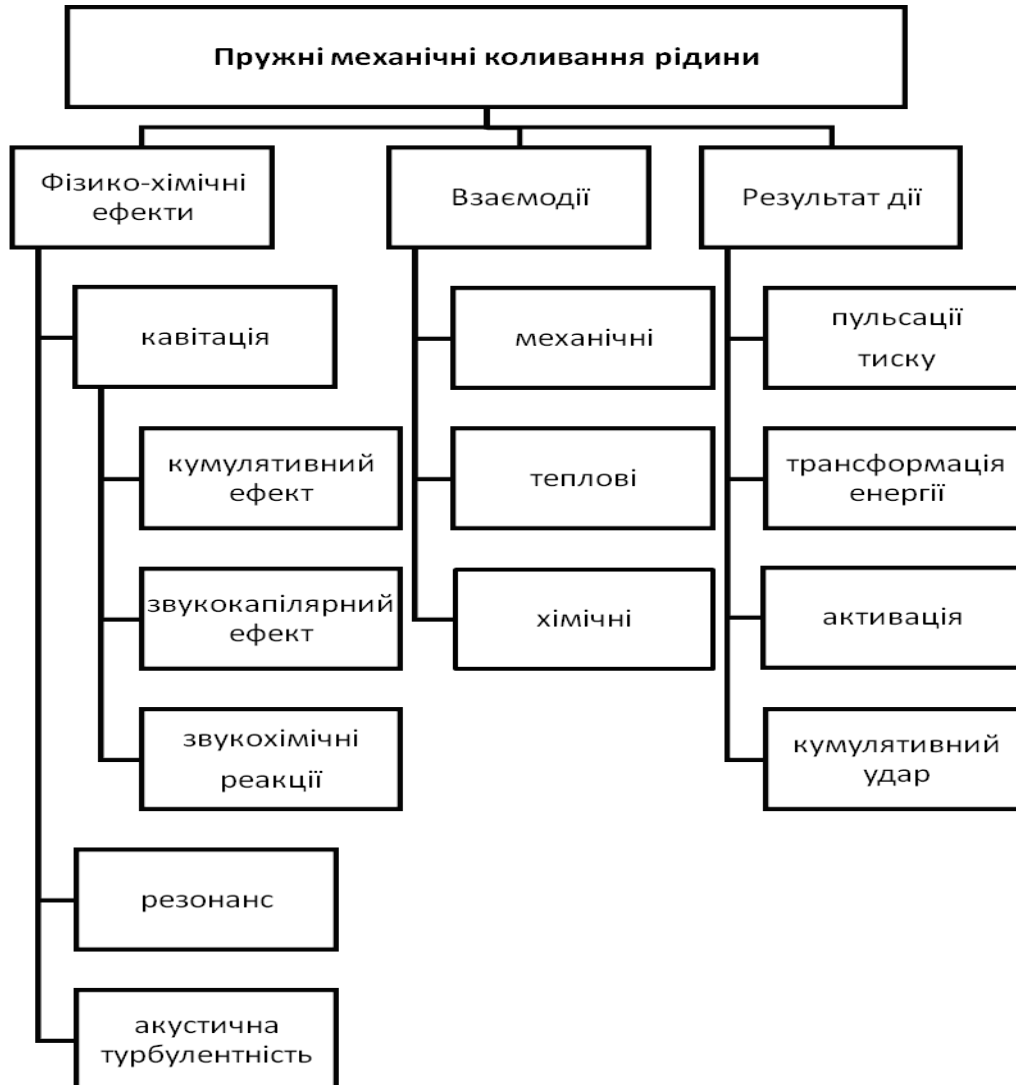 Пружні механічні коливання рідини
Фізико-хімічні
ефекти
кавітація
кумулятивний
ефект
звукокапілярний
ефект
звукохімічні
реакції
резонанс
акустична
турбулентність
Взаємодії
механічні
теплові
хімічні
Результат дії
пульсації
тиску
трансформація
енергії
активація
кумулятивний
удар